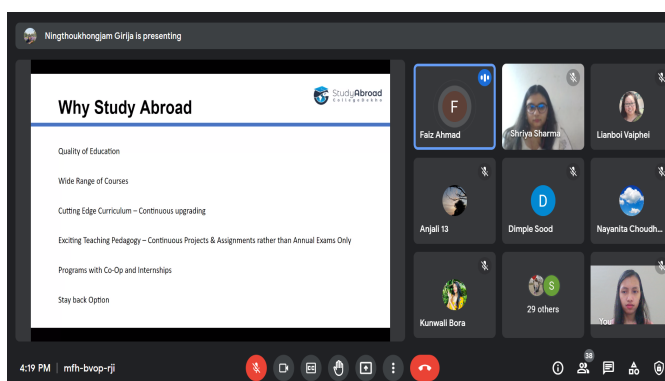 Ningthoukhongjam Girija is presenting
StudyAbroad
CollegeDekho
Why Study Abroad
Quality of Education
Wide Range of Courses
Cutting Edge Curriculum – Continuous upgrading
Exciting Teaching Pedagogy – Continuous Projects & Assignments rather than Annual Exams Only
Programs with Co-Op and Internships
Stay back Option
F
Faiz Ahmad
Shriya Sharma
Lianboi Vaiphei
Anjali 13
D
Dimpie Sood
Nayanita Choudh...
Kunwali Bora
S
29 others
You
4:19 PM | mfh-bvop-rji
38